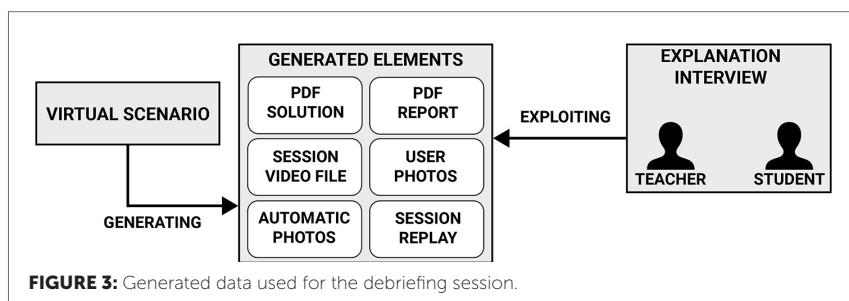 VIRTUAL SCENARIO
GENERATING
GENERATED ELEMENTS
PDF
SOLUTION
PDF
REPORT
SESSION
VIDEO FILE
USER
PHOTOS
AUTOMATIC
PHOTOS
SESSION
REPLAY
EXPLOITING
EXPLANATION
INTERVIEW
TEACHER
STUDENT
FIGURE 3: Generated data used for the debriefing session.